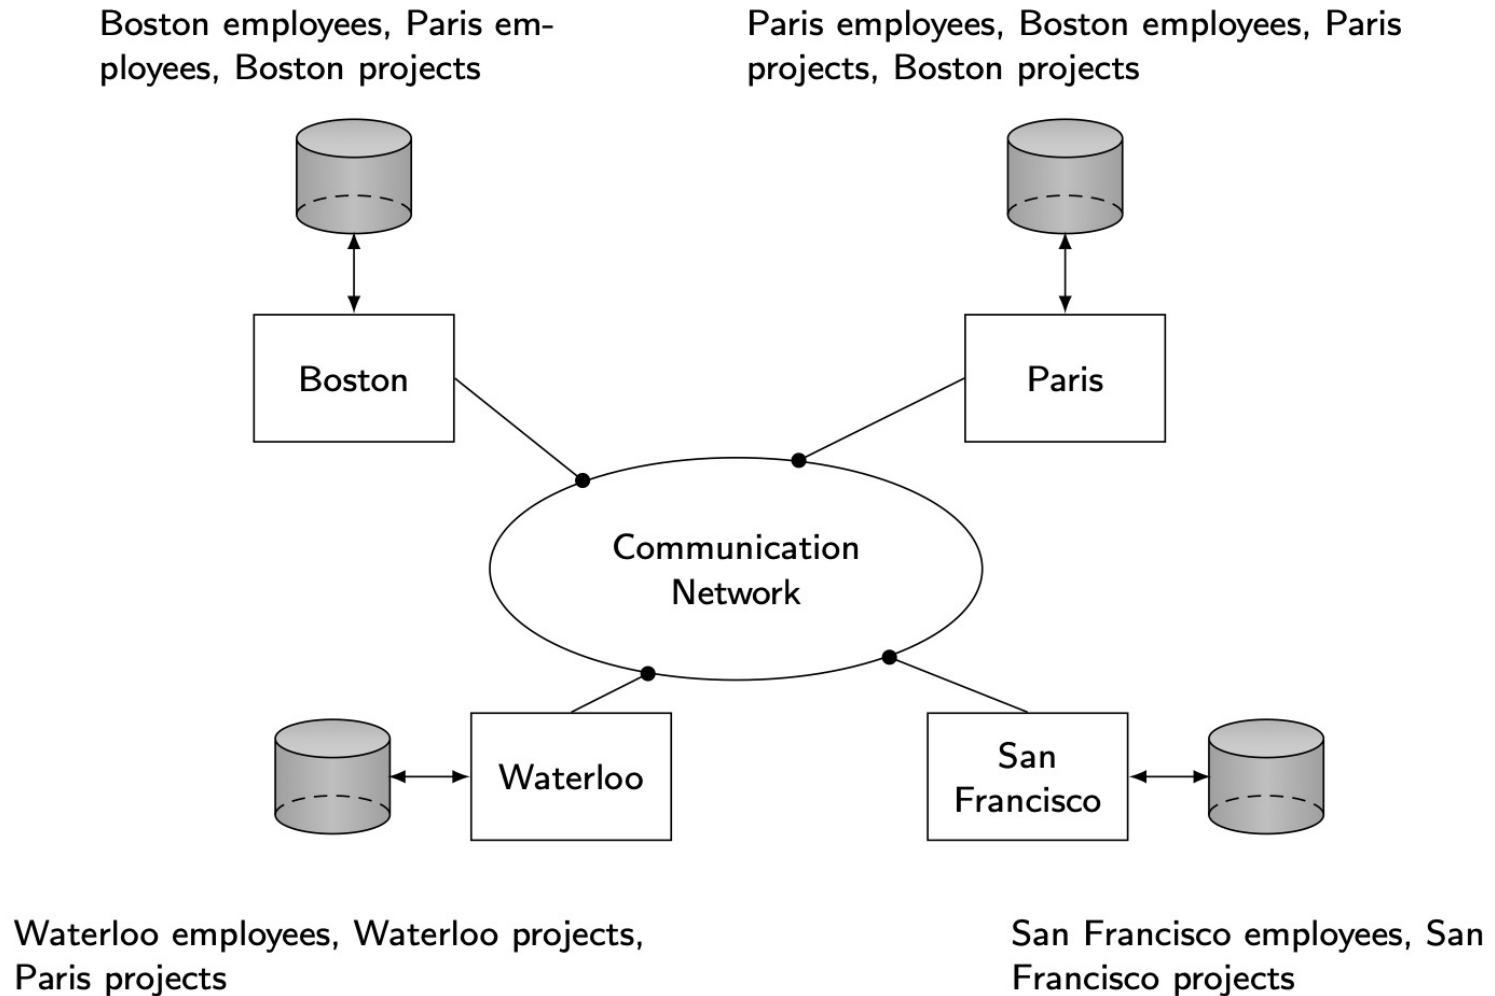 Boston employees, Paris em-
ployees, Boston projects
Paris employees, Boston employees, Paris
projects, Boston projects
Boston
Paris
Communication
Network
Waterloo
San
Francisco
Waterloo employees, Waterloo projects,
Paris projects
San Francisco employees, San
Francisco projects